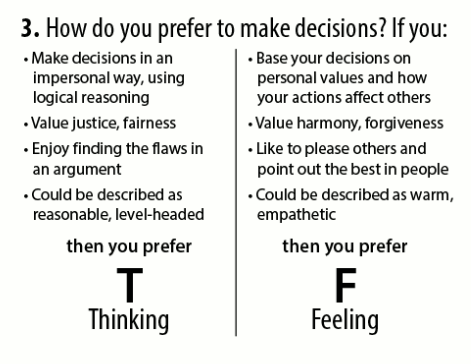 3. How do you prefer to make decisions? If you:
• Make decisions in an
impersonal way, using
logical reasoning
• Value justice, fairness
• Enjoy finding the flaws in
an argument
• Could be described as
reasonable, level-headed
then you prefer
T
Thinking
• Base your decisions on
personal values and how
your actions affect others
• Value harmony, forgiveness
• Like to please others and
point out the best in people
• Could be described as warm,
empathetic
then you prefer
F
Feeling